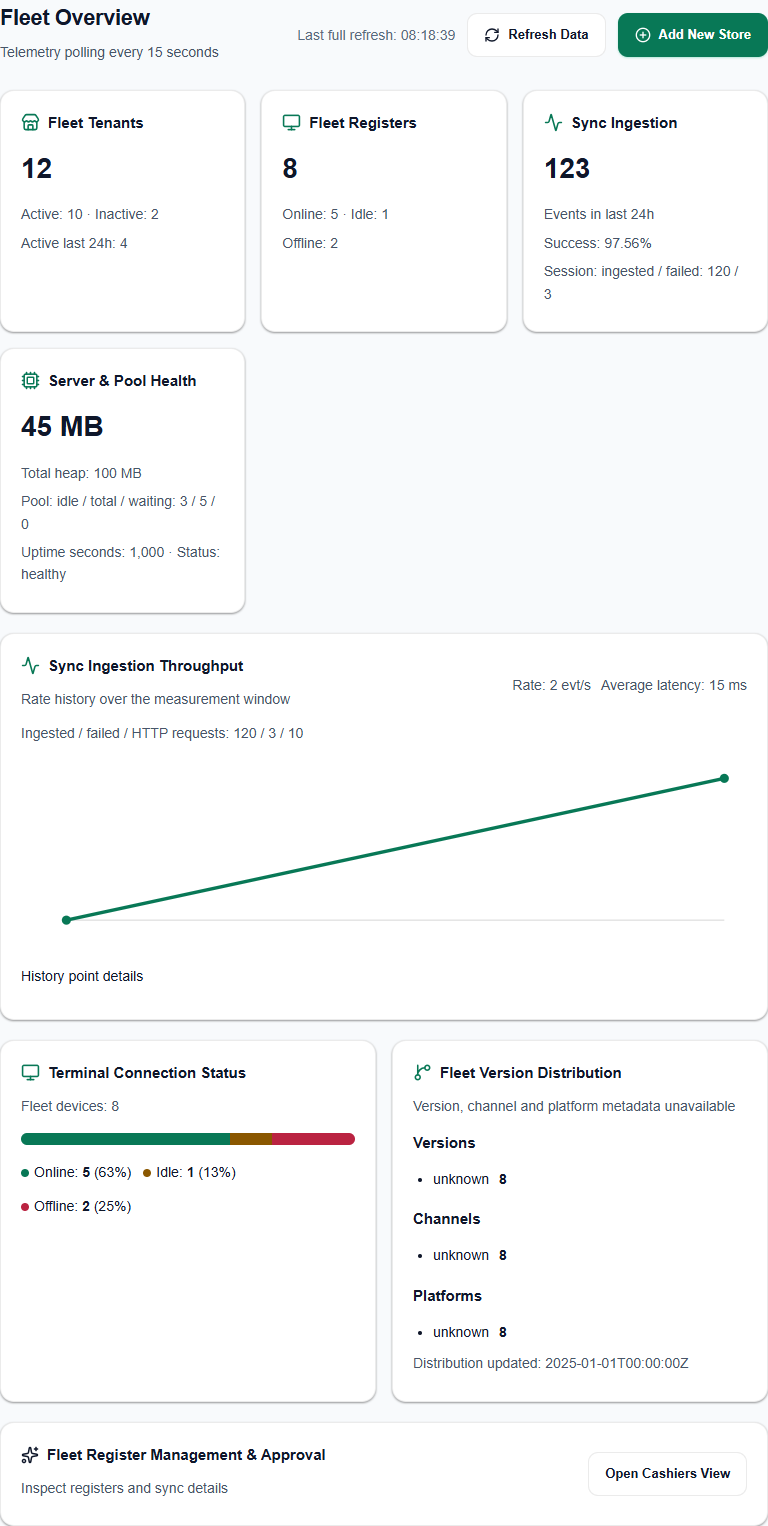 Fleet Overview
Telemetry polling every 15 seconds
Last full refresh: 08:18:39
Refresh Data
Add New Store
Fleet Tenants
12
Active: 10 · Inactive: 2
Active last 24h: 4
Fleet Registers
8
Online: 5 · Idle: 1
Offline: 2
Sync Ingestion
123
Events in last 24h
Success: 97.56%
Session: ingested / failed: 120 /
3
Server & Pool Health
45 MB
Total heap: 100 MB
Pool: idle / total / waiting: 3 / 5 /
0
Uptime seconds: 1,000 · Status:
healthy
Sync Ingestion Throughput
Rate history over the measurement window
Rate: 2 evt/s Average latency: 15 ms
Ingested / failed / HTTP requests: 120 / 3 / 10
History point details
Terminal Connection Status
Fleet devices: 8
Online: 5 (63%) Idle: 1 (13%)
Offline: 2 (25%)
Fleet Version Distribution
Version, channel and platform metadata unavailable
Versions
• unknown 8
Channels
• unknown 8
Platforms
• unknown 8
Distribution updated: 2025-01-01T00:00:00Z
Fleet Register Management & Approval
Inspect registers and sync details
Open Cashiers View